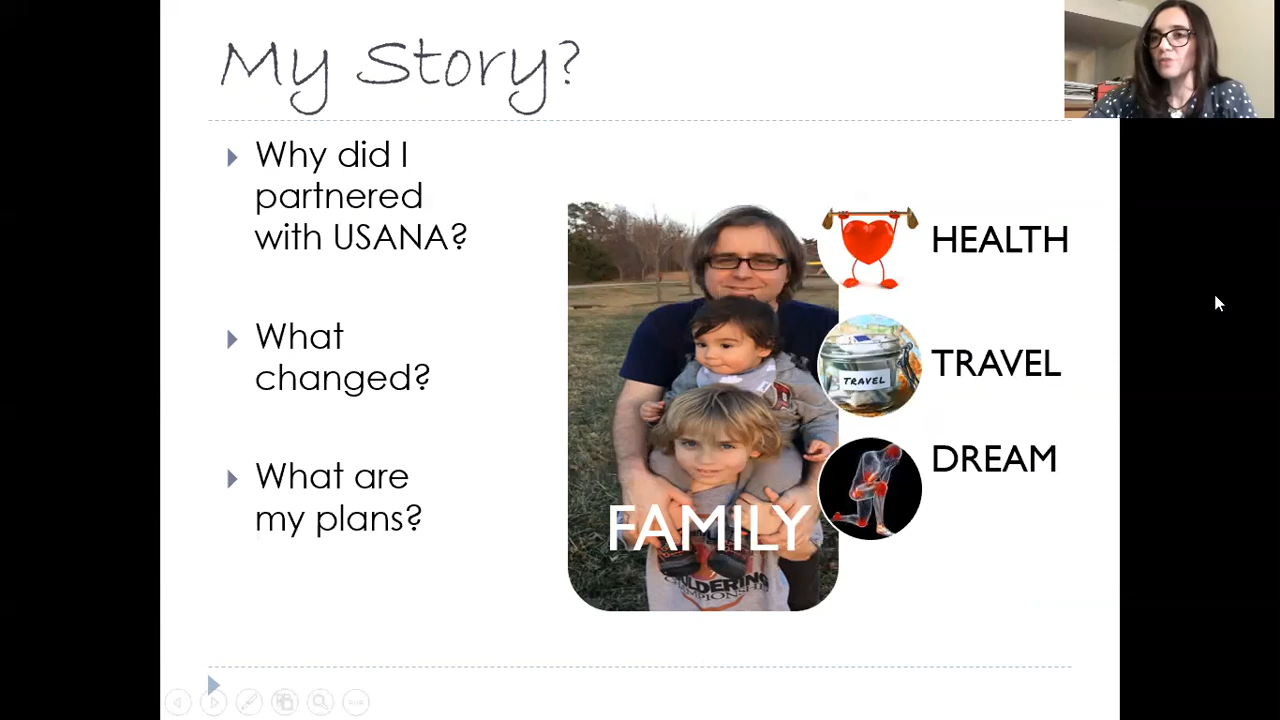 My Story?
Why did I
partnered
with USANA?
What
changed?
What are
my plans?
HEALTH
TRAVEL
TRAVEL
DREAM
FAMILY